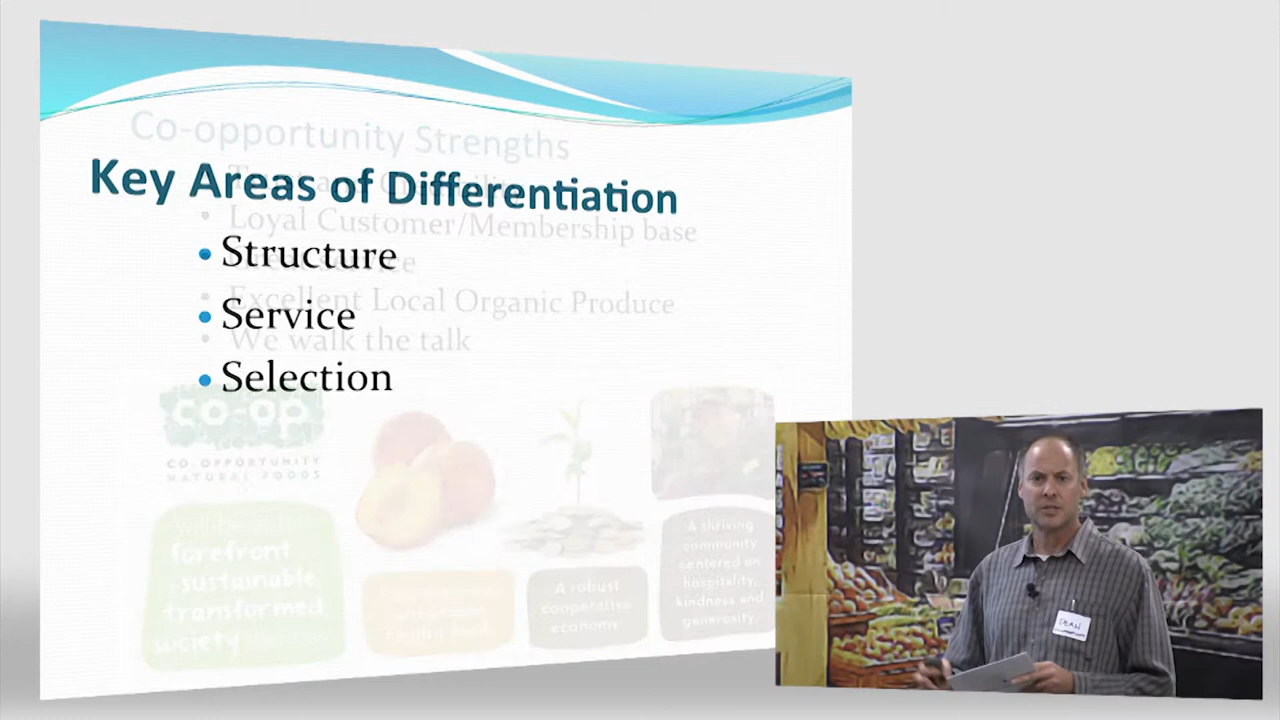 Co-opportunity Strengths
Key Areas of Differentiation
• Loyal Customer/Membership base
• Structure
• Excellent Local Organic Produce
• Service
• We walk the talk
• Selection
co-op
CO-OPPORTUNITY
NATURAL FOODS
forefront
sustainable
transformed
society
A robust
cooperative
economy
A thriving
community
centered on
hospitality,
kindness and
generosity.
DEAN